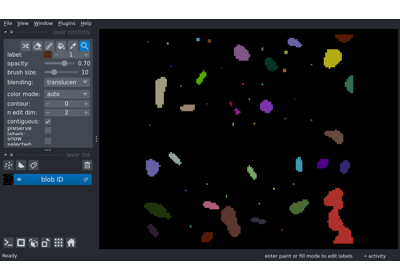 File View Window Plugins Help
layer controls
label: 1
opacity: 0.70
brush size: 10
blending: translucen
color mode: auto
contour: 0
n edit dim: 2
contiguous:
preserve labels:
show selected:
layer list
blob ID
Ready enter paint or fill mode to edit labels activity